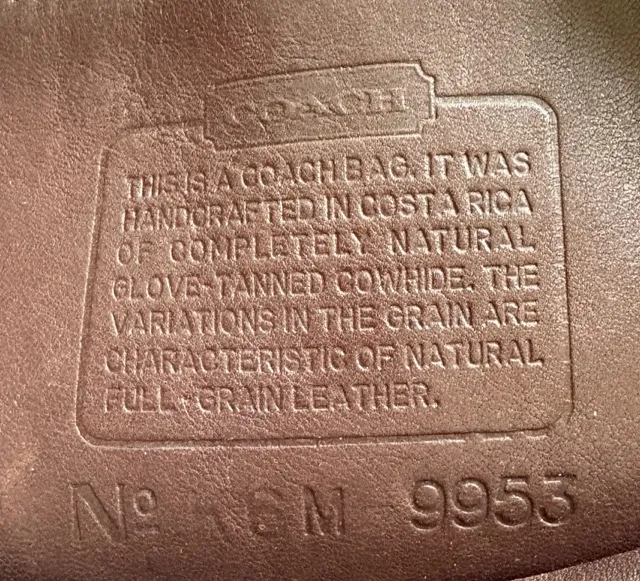 COACH
THIS IS A COACH BAG. IT WAS
HANDCRAFTED IN COSTA RICA
OF COMPLETELY NATURAL
GLOVE-TANNED COWHIDE. THE
VARIATIONS IN THE GRAIN ARE
CHARACTERISTIC OF NATURAL
FULL-GRAIN LEATHER.
No 9953